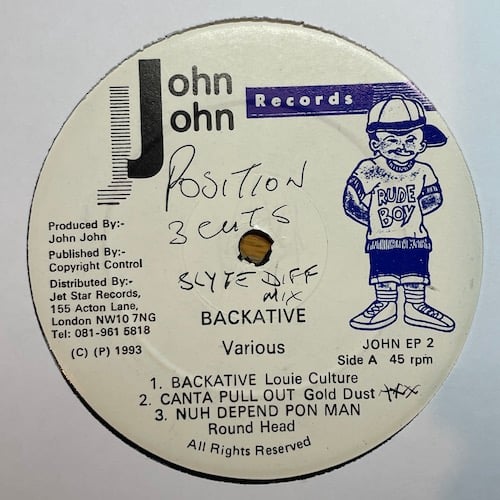 John
John
Records
POSITION
3 CUTS
SLYTE DIFF
MIX
RUDE
BOY
Produced By:-
John John
Published By:-
Copyright Control
Distributed By:-
Jet Star Records,
155 Acton Lane,
London NW10 7NG
Tel: 081-961 5818
(C) (P) 1993
BACKATIVE
Various
JOHN EP 2
Side A 45 rpm
1. BACKATIVE Louie Culture
2. CANTA PULL OUT Gold Dust
3. NUH DEPEND PON MAN
Round Head
All Rights Reserved